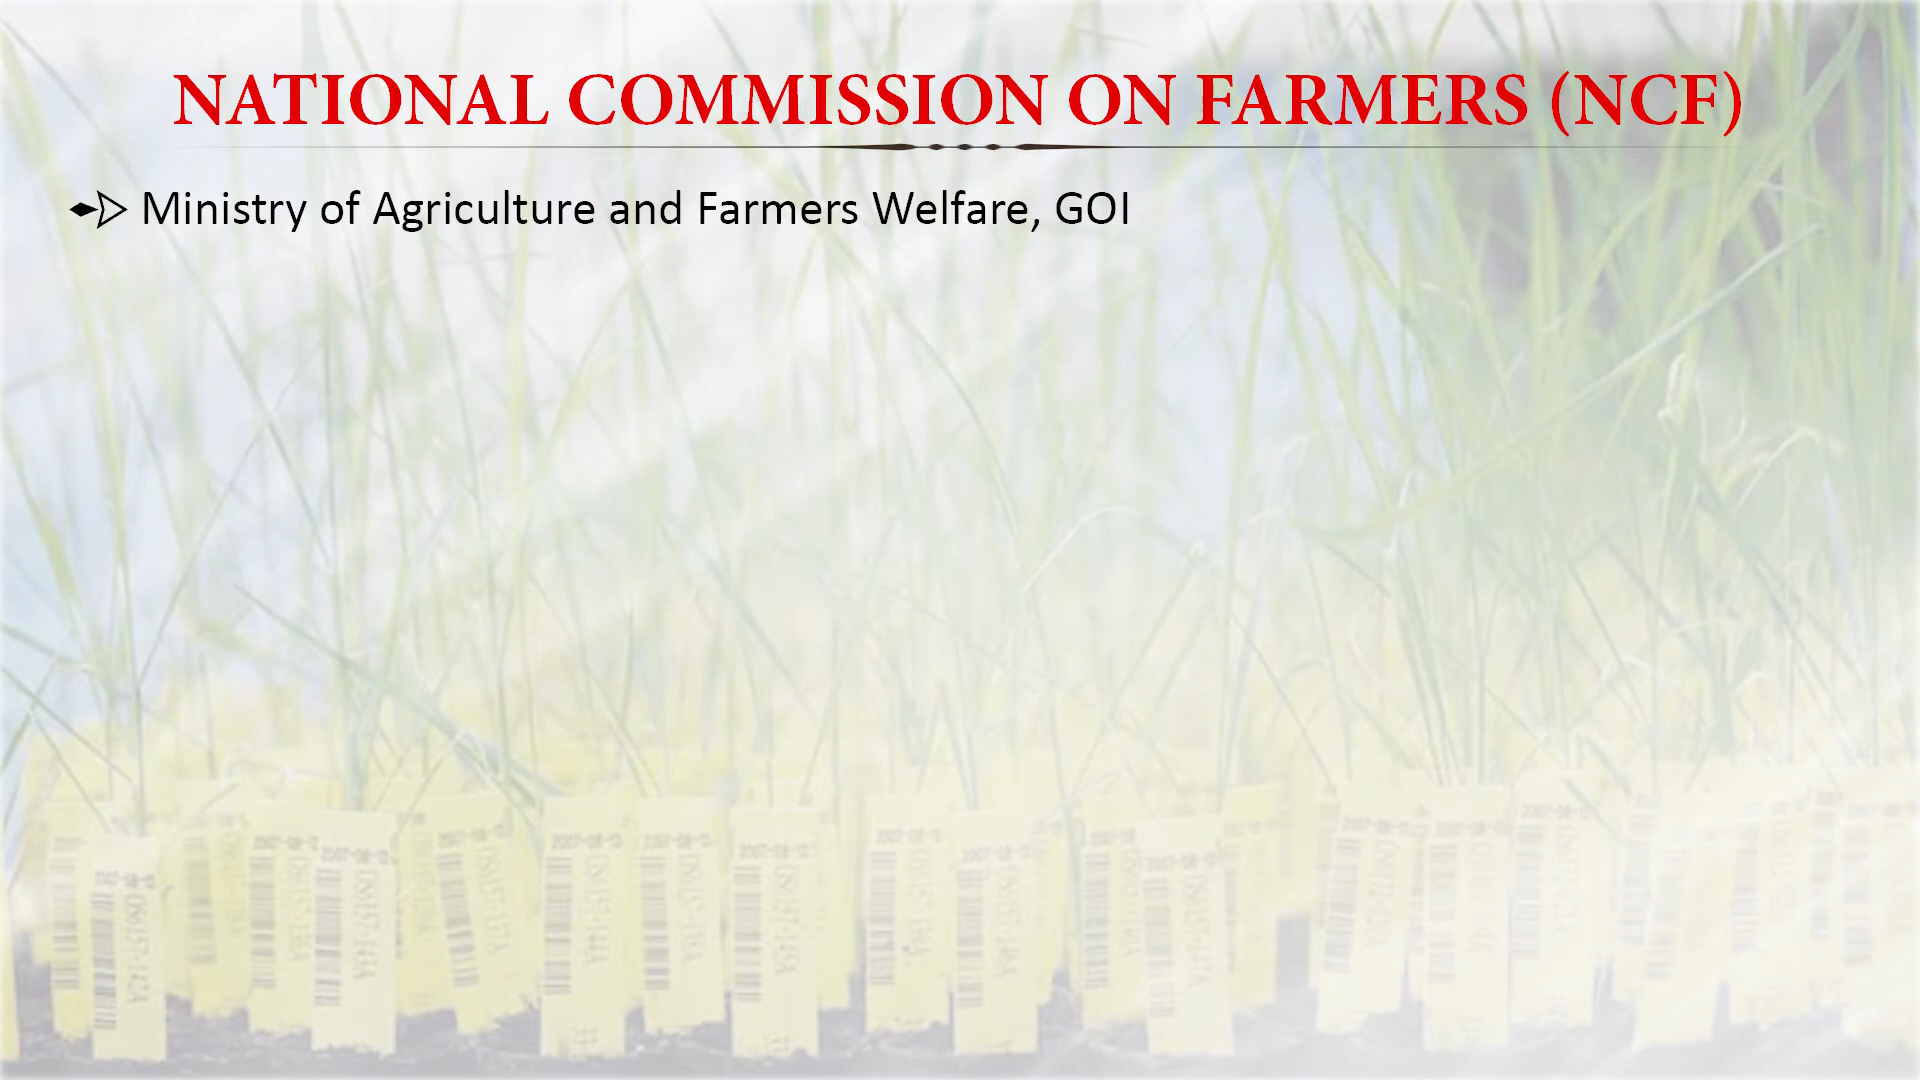 NATIONAL COMMISSION ON FARMERS (NCF)
Ministry of Agriculture and Farmers Welfare, GOI